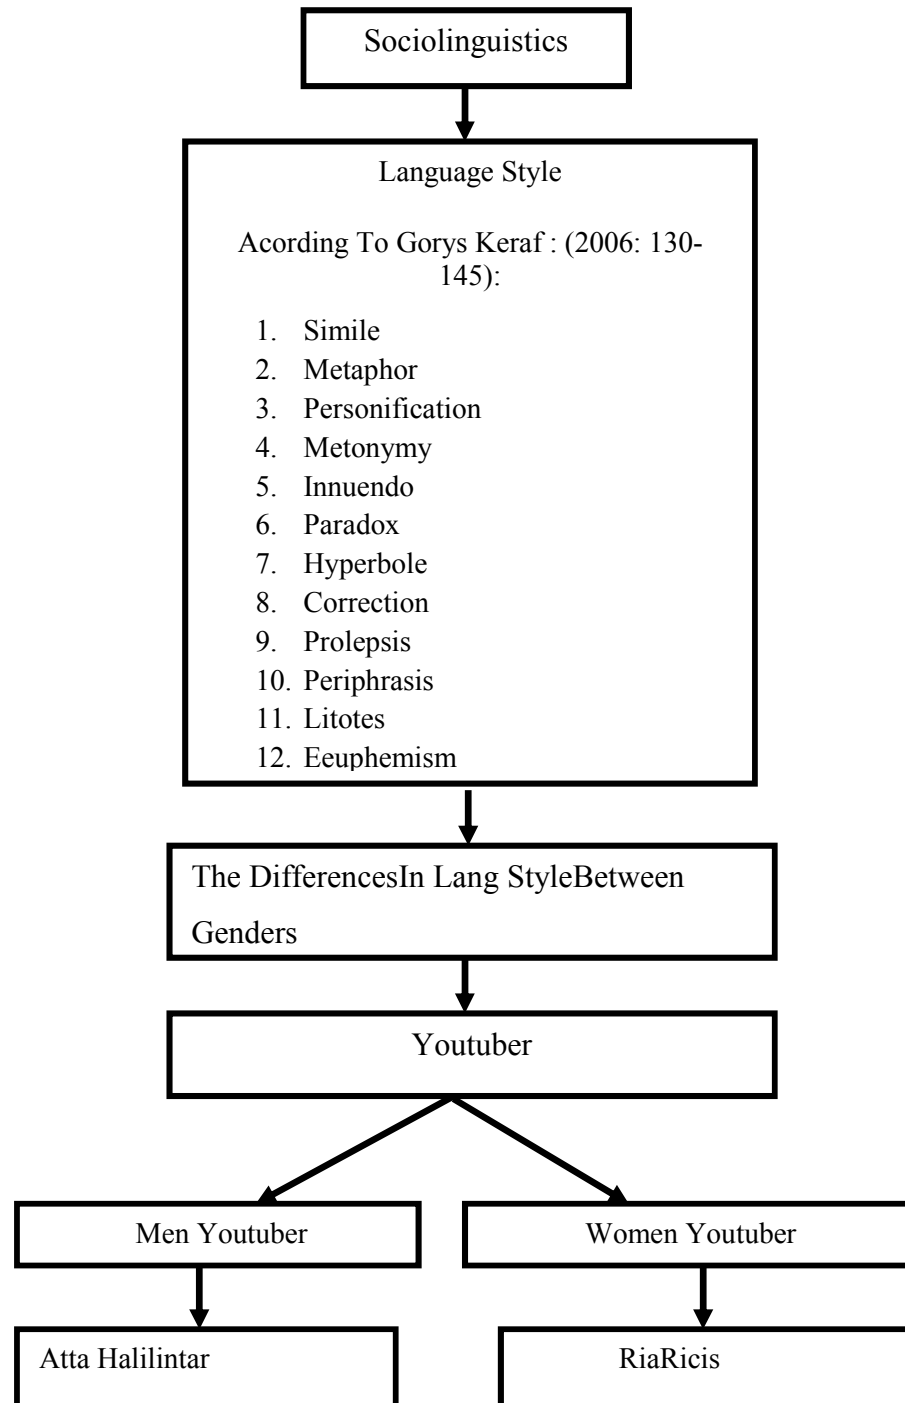 Sociolinguistics
Language Style
Acording To Gorys Keraf : (2006: 130-
145):
1. Simile
2. Metaphor
3. Personification
4. Metonymy
5. Innuendo
6. Paradox
7. Hyperbole
8. Correction
9. Prolepsis
10. Periphrasis
11. Litotes
12. Eeuphemism
The DifferencesIn Lang StyleBetween
Genders
Youtuber
Men Youtuber
Women Youtuber
Atta Halilintar
RiaRicis